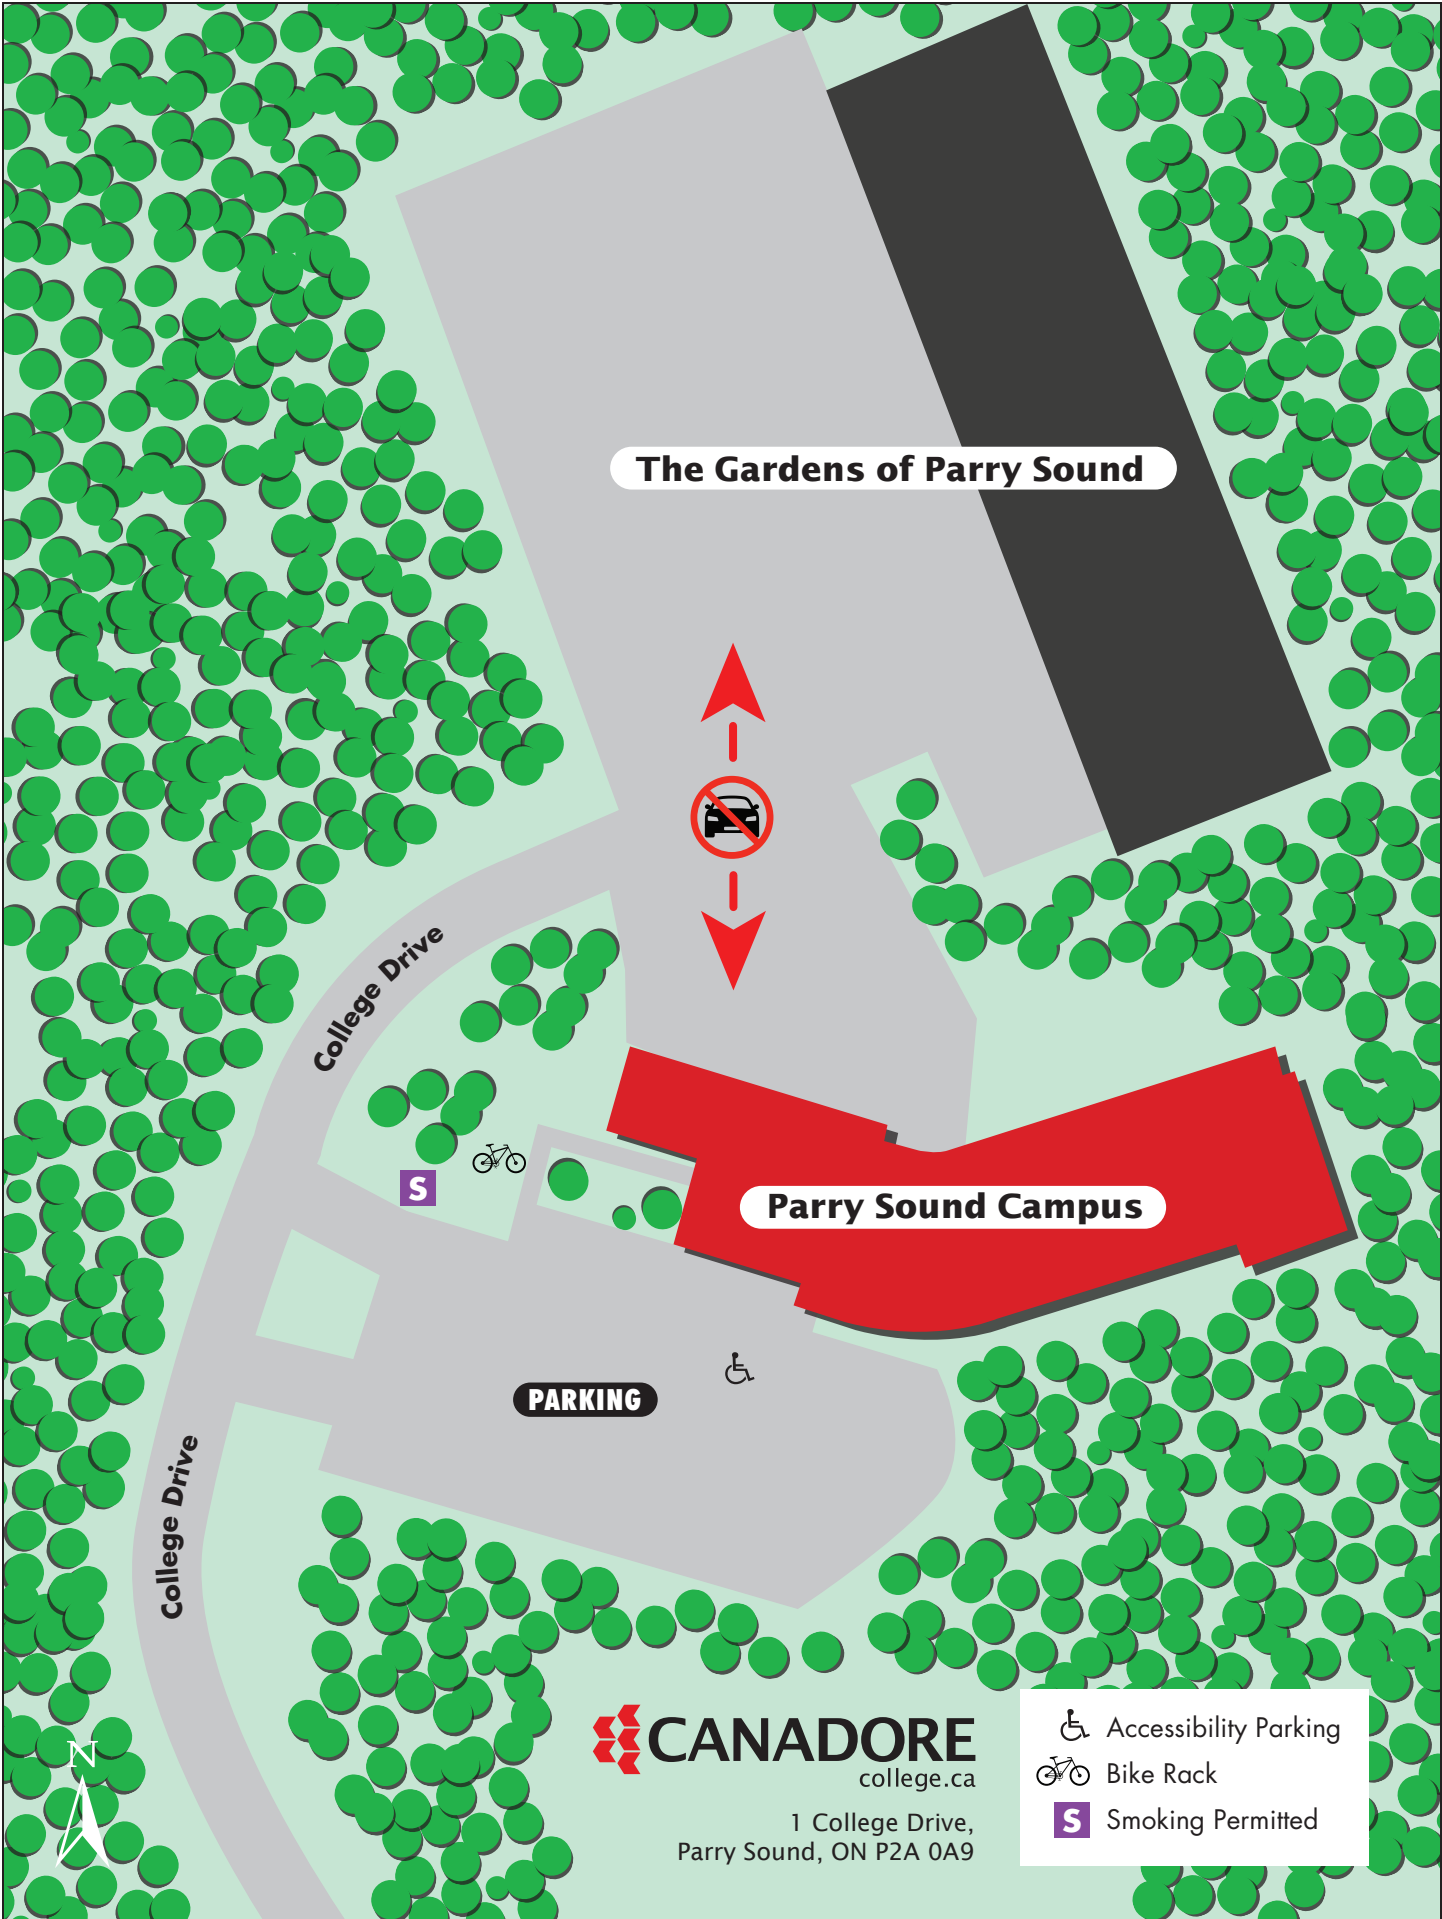 The Gardens of Parry Sound
College Drive
S
Parry Sound Campus
PARKING
College Drive
N
CANADORE
college.ca
1 College Drive,
Parry Sound, ON P2A 0A9
Accessibility Parking
Bike Rack
S Smoking Permitted